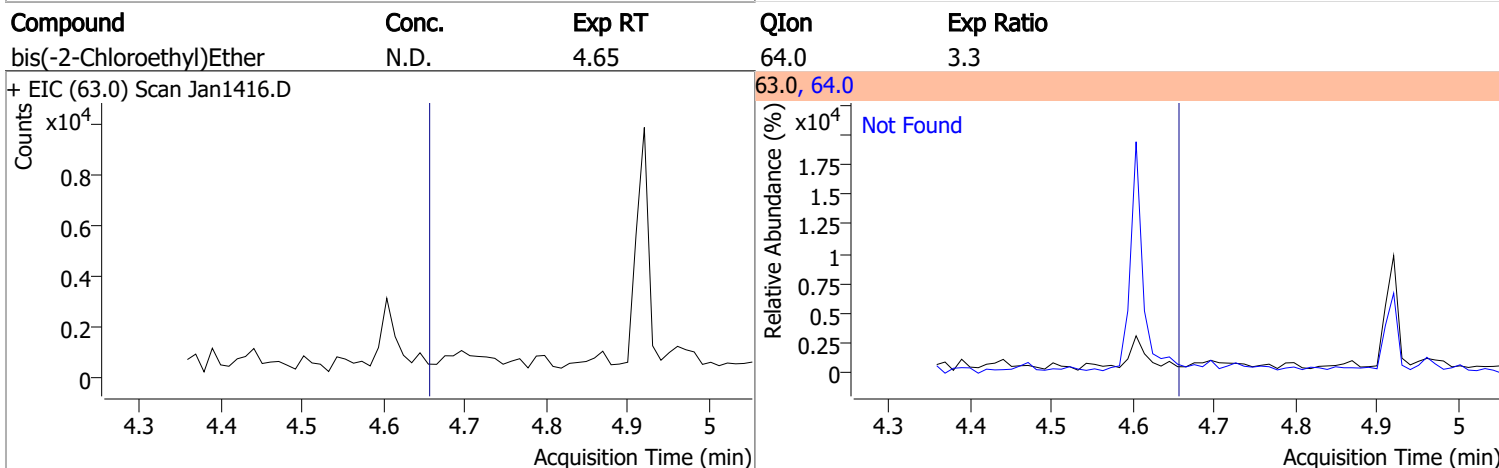 Compound Conc. Exp RT QIon Exp Ratio
bis(-2-Chloroethyl)Ether N.D. 4.65 64.0 3.3
+ EIC (63.0) Scan Jan1416.D
Counts
x10⁴
0.8
0.6
0.4
0.2
0
4.3 4.4 4.5 4.6 4.7 4.8 4.9 5
Acquisition Time (min)
63.0, 64.0
Relative Abundance (%)
x10⁴
Not Found
1.75
1.5
1.25
1
0.75
0.5
0.25
0
4.3 4.4 4.5 4.6 4.7 4.8 4.9 5
Acquisition Time (min)